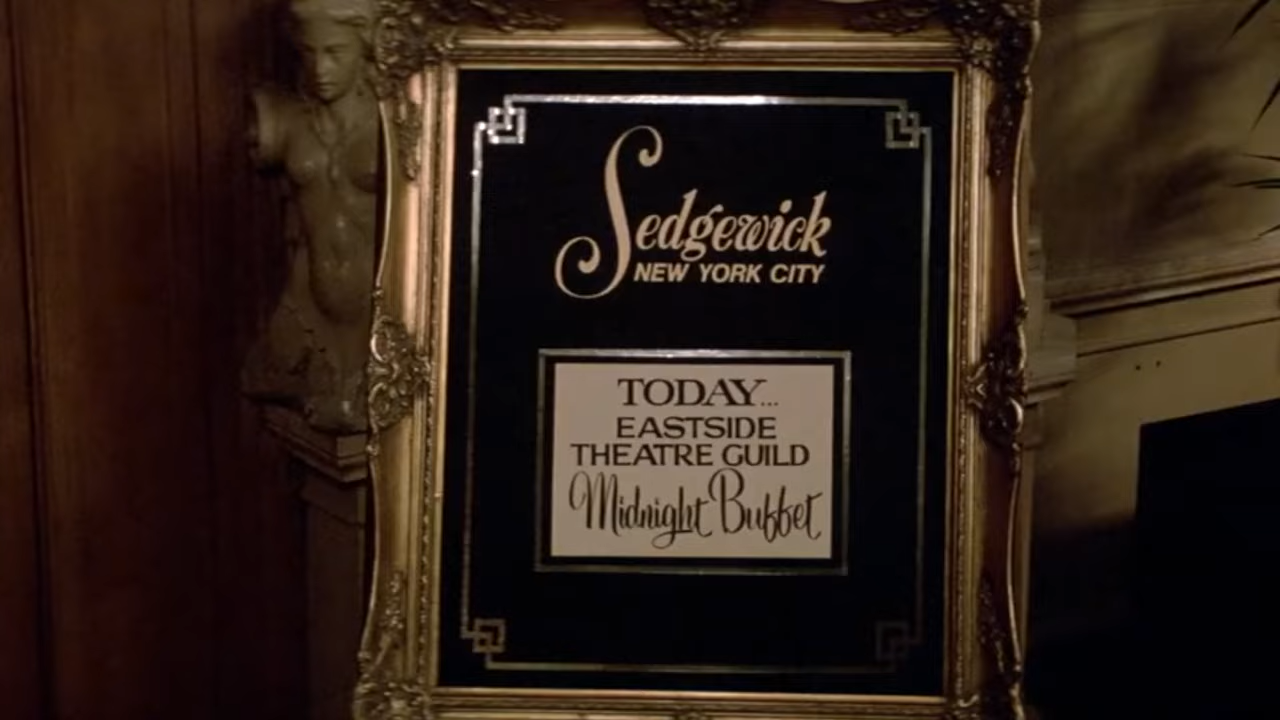 Sedgewick
NEW YORK CITY
TODAY...
EASTSIDE
THEATRE GUILD
Midnight Buffet